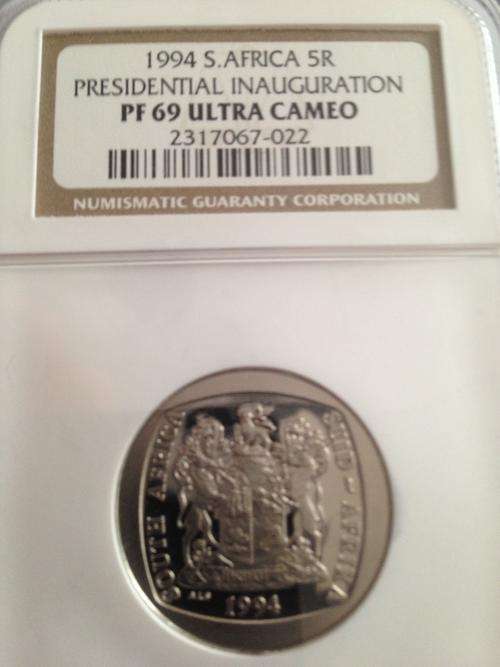 1994 S.AFRICA 5R
PRESIDENTIAL INAUGURATION
PF 69 ULTRA CAMEO
2317067-022
NUMISMATIC GUARANTY CORPORATION
SOUTH AFRICA
SUID-AFRIKA
ALS
1994